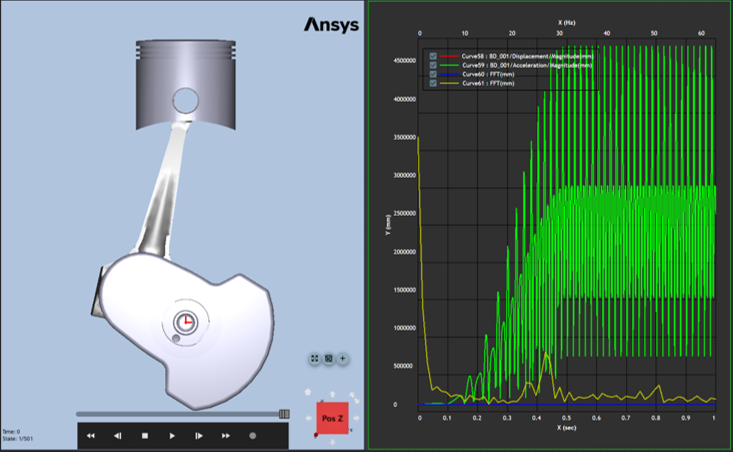 Ansys
Time: 0
State: 1/501
Pos Z
X (Hz)
0 10 20 30 40 50 60
Curve58 : BD_001/Displacement/Magnitude(mm)
Curve59 : BD_001/Acceleration/Magnitude(mm)
Curve60 : FFT(mm)
Curve61 : FFT(mm)
4500000
4000000
3500000
3000000
2500000
2000000
1500000
1000000
500000
0
Y (mm)
0 0.1 0.2 0.3 0.4 0.5 0.6 0.7 0.8 0.9 1
X (sec)